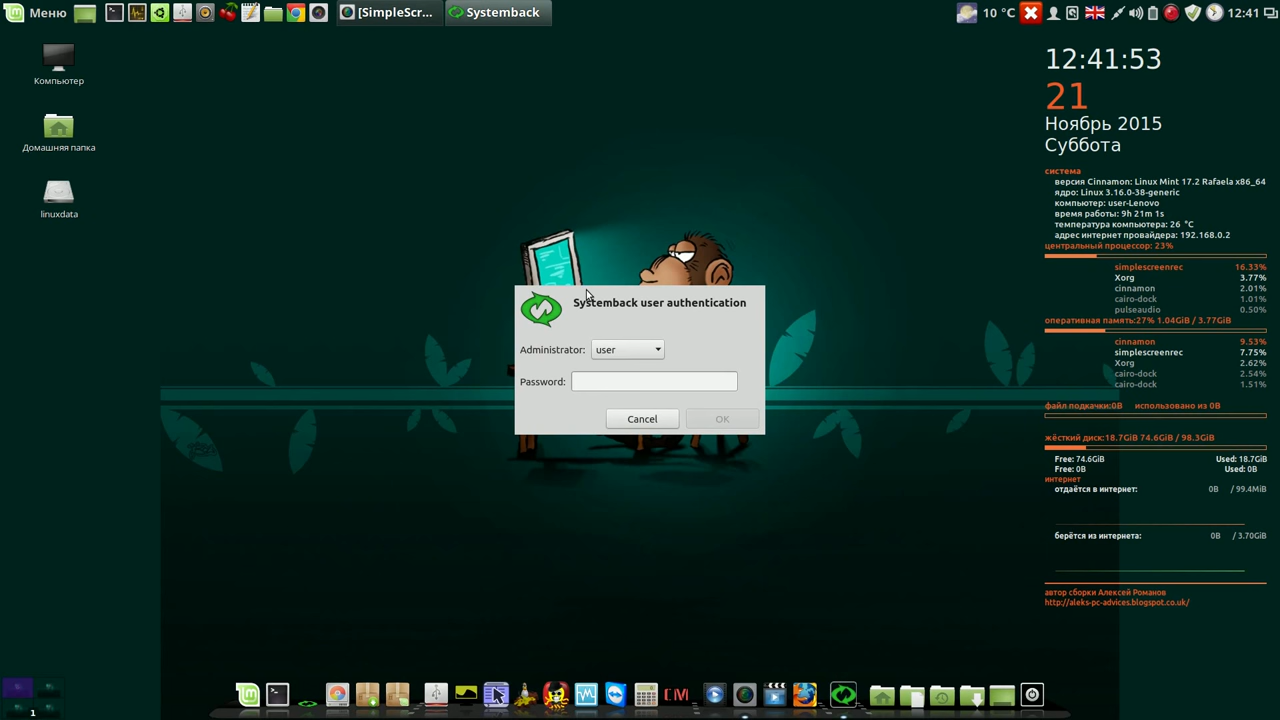 Меню
[SimpleScr...
Systemback
10 °C
12:41
Компьютер
Домашняя папка
linuxdata
12:41:53
21
Ноябрь 2015
Суббота
система
версия Cinnamon: Linux Mint 17.2 Rafaela x86_64
ядро: Linux 3.16.0-38-generic
компьютер: user-Lenovo
время работы: 9h 21m 1s
температура компьютера: 26 °C
адрес интернет провайдера: 192.168.0.2
центральный процессор: 23%
simplescreenrec 16.33%
Xorg 3.77%
cinnamon 2.01%
cairo-dock 1.01%
pulseaudio 0.50%
оперативная память:27% 1.04GiB / 3.77GiB
cinnamon 9.53%
simplescreenrec 7.75%
Xorg 2.62%
cairo-dock 2.54%
cairo-dock 1.51%
файл подкачки:0B использовано из 0B
жёсткий диск:18.7GiB 74.6GiB / 98.3GiB
Free: 74.6GiB Used: 18.7GiB
Free: 0B Used: 0B
интернет
отдаётся в интернет: 0B / 99.4MiB
берётся из интернета: 0B / 3.70GiB
автор сборки Алексей Романов
http://aleks-pc-advices.blogspot.co.uk/
Systemback user authentication
Administrator: user
Password:
Cancel OK
1